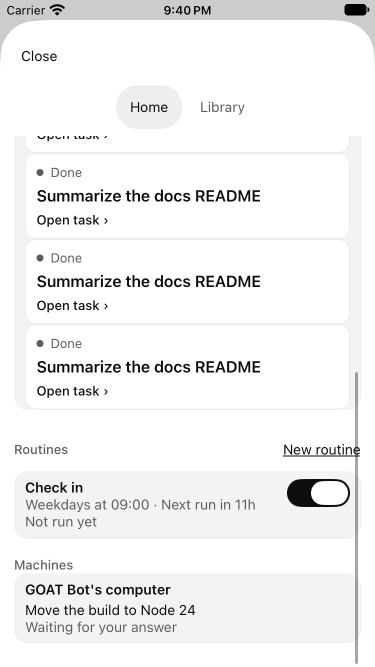 Carrier 9:40 PM
Close
Home Library
Open task ›
Done
Summarize the docs README
Open task ›
Done
Summarize the docs README
Open task ›
Done
Summarize the docs README
Open task ›
Routines New routine
Check in
Weekdays at 09:00 · Next run in 11h
Not run yet
Machines
GOAT Bot's computer
Move the build to Node 24
Waiting for your answer